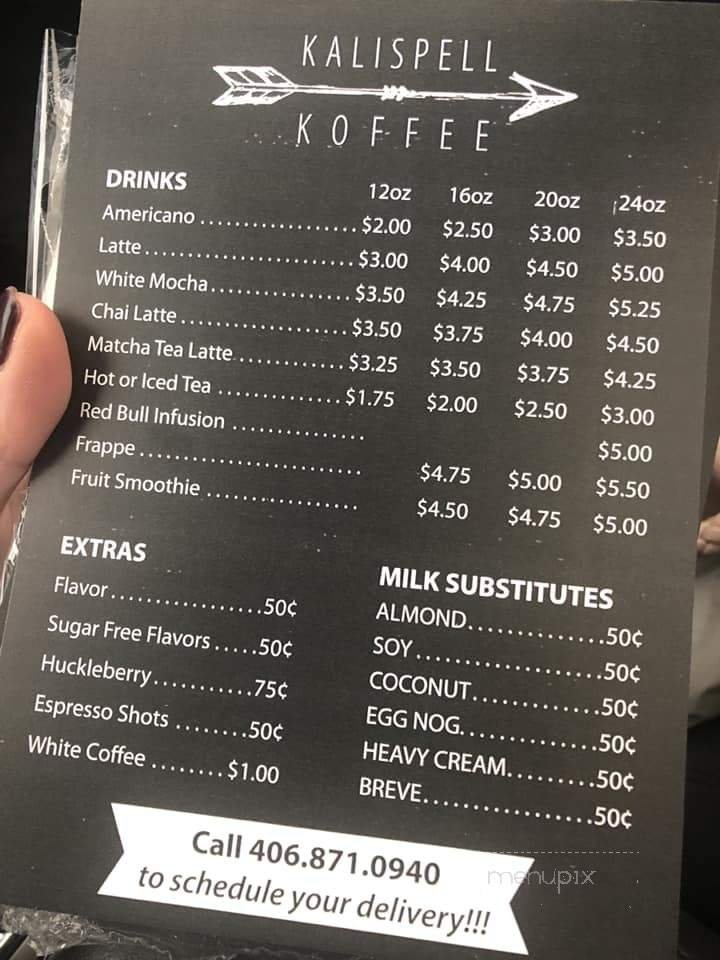 KALISPELL
KOFFEE
DRINKS 12oz 16oz 20oz 24oz
Americano ................. $2.00 $2.50 $3.00 $3.50
Latte ......................... $3.00 $4.00 $4.50 $5.00
White Mocha ................ $3.50 $4.25 $4.75 $5.25
Chai Latte .................... $3.50 $3.75 $4.00 $4.50
Matcha Tea Latte ............ $3.25 $3.50 $3.75 $4.25
Hot or Iced Tea .............. $1.75 $2.00 $2.50 $3.00
Red Bull Infusion .............. $5.00
Frappe ........................ $4.75 $5.00 $5.50
Fruit Smoothie ................ $4.50 $4.75 $5.00
EXTRAS
Flavor ................ 50¢
Sugar Free Flavors ...... 50¢
Huckleberry ............ 75¢
Espresso Shots ........ 50¢
White Coffee ........ $1.00
MILK SUBSTITUTES
ALMOND .............. 50¢
SOY .................... 50¢
COCONUT ............. 50¢
EGG NOG .............. 50¢
HEAVY CREAM ......... 50¢
BREVE .................. 50¢
Call 406.871.0940
to schedule your delivery!!!
menupix